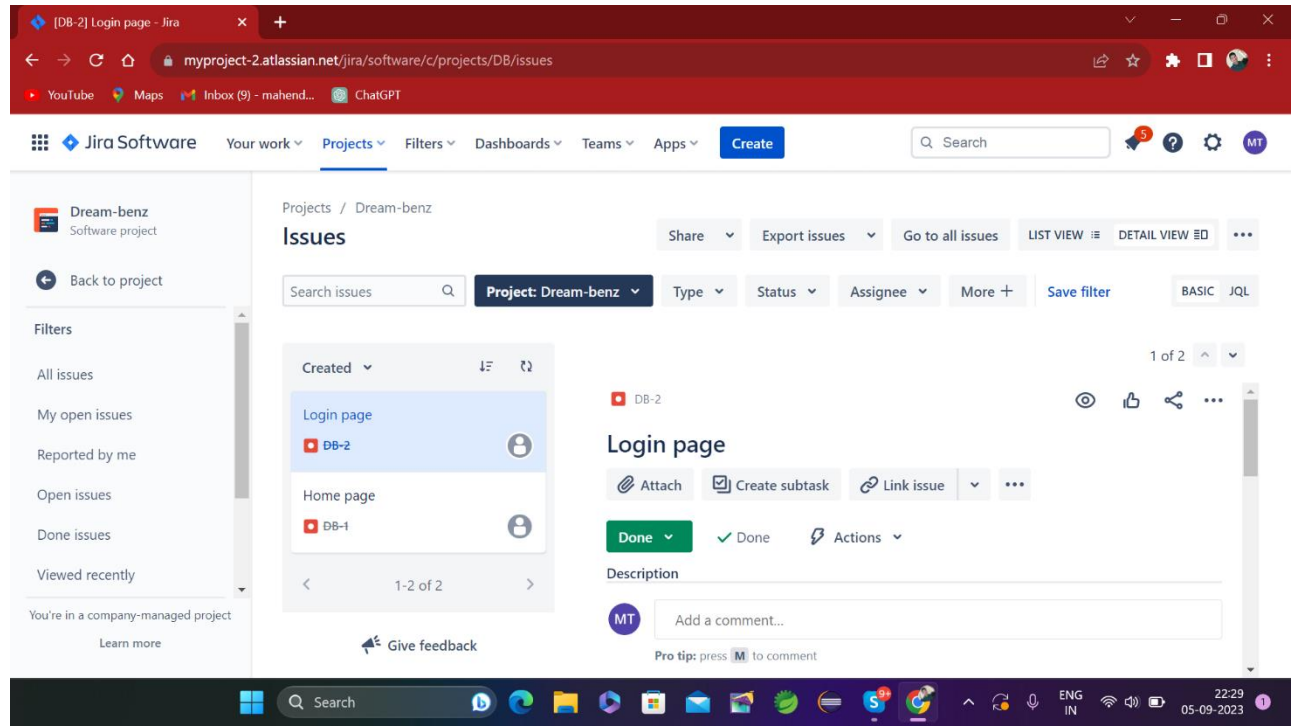 [DB-2] Login page - Jira
myproject-2.atlassian.net/jira/software/c/projects/DB/issues
YouTube Maps Inbox (9) - mahend... ChatGPT
Jira Software Your work Projects Filters Dashboards Teams Apps Create Search 5 MT
Dream-benz
Software project
Back to project
Filters
All issues
My open issues
Reported by me
Open issues
Done issues
Viewed recently
You're in a company-managed project
Learn more
Projects / Dream-benz
Issues
Share Export issues Go to all issues LIST VIEW DETAIL VIEW
Search issues Project: Dream-benz Type Status Assignee More Save filter BASIC JQL
Created
Login page
DB-2
Home page
DB-1
1-2 of 2
Give feedback
1 of 2
DB-2
Login page
Attach Create subtask Link issue
Done Done Actions
Description
MT Add a comment...
Pro tip: press M to comment
Search 9+ ENG 22:29
IN 05-09-2023 1